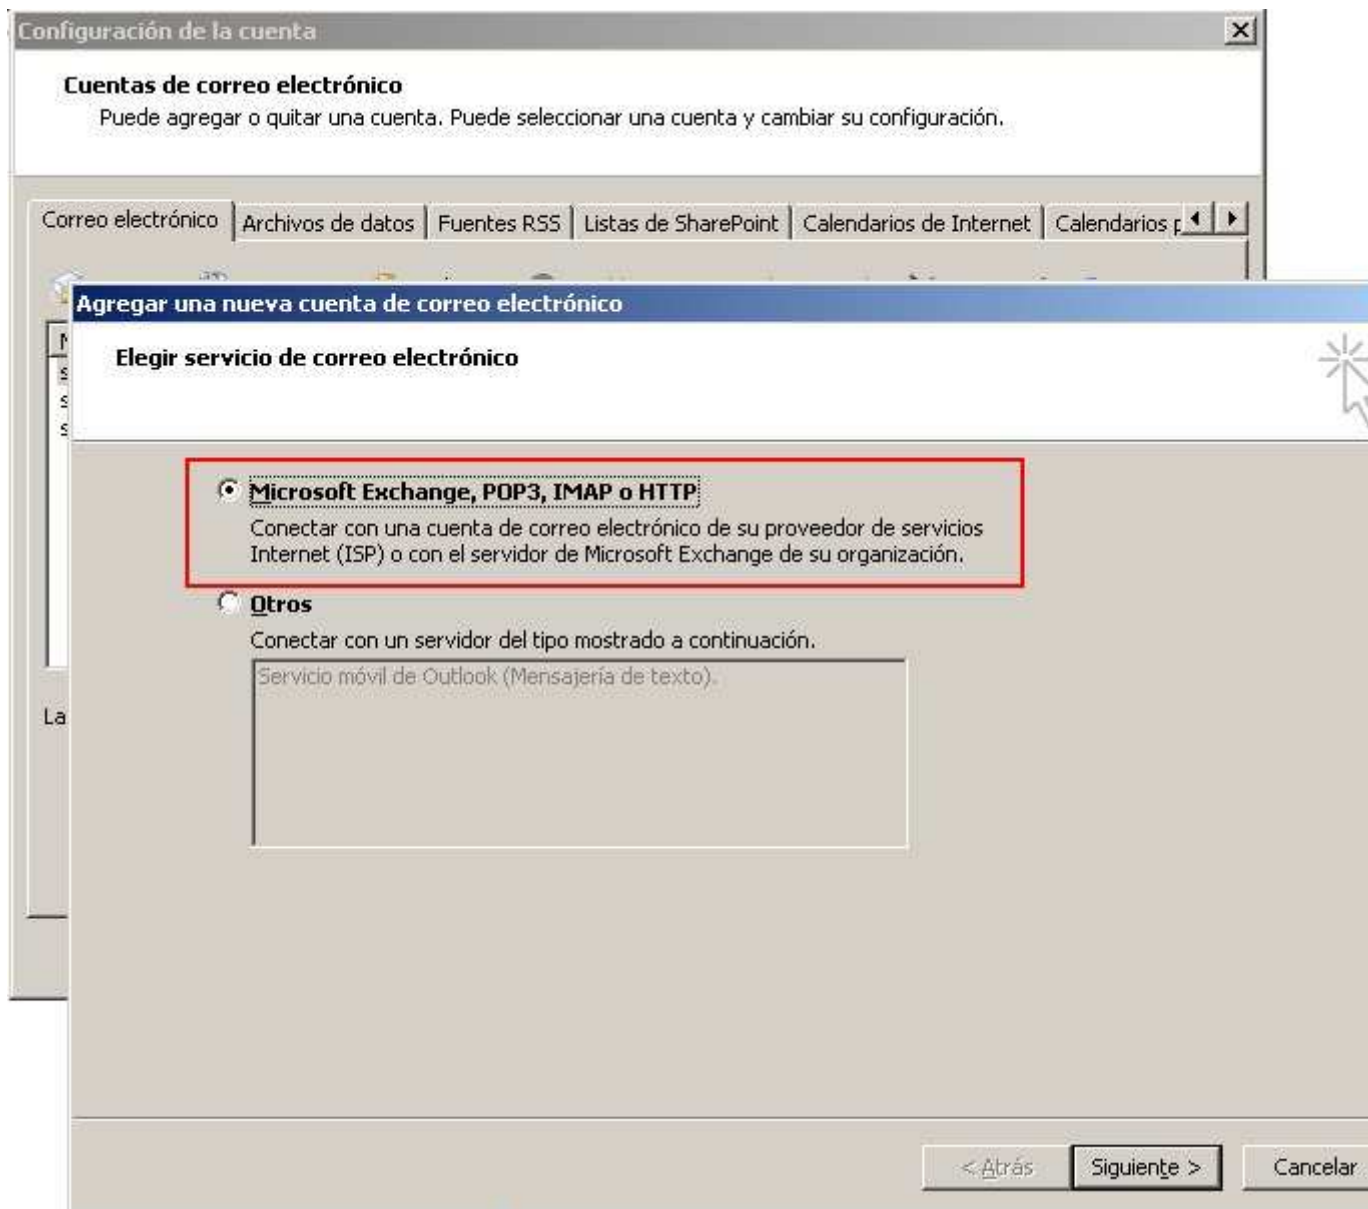 Configuración de la cuenta
Cuentas de correo electrónico
Puede agregar o quitar una cuenta. Puede seleccionar una cuenta y cambiar su configuración.
Correo electrónico Archivos de datos Fuentes RSS Listas de SharePoint Calendarios de Internet Calendarios
Agregar una nueva cuenta de correo electrónico
Elegir servicio de correo electrónico
Microsoft Exchange, POP3, IMAP o HTTP
Conectar con una cuenta de correo electrónico de su proveedor de servicios
Internet (ISP) o con el servidor de Microsoft Exchange de su organización.
Otros
Conectar con un servidor del tipo mostrado a continuación.
Servicio móvil de Outlook (Mensajería de texto).
La
< Atrás Siguiente > Cancelar